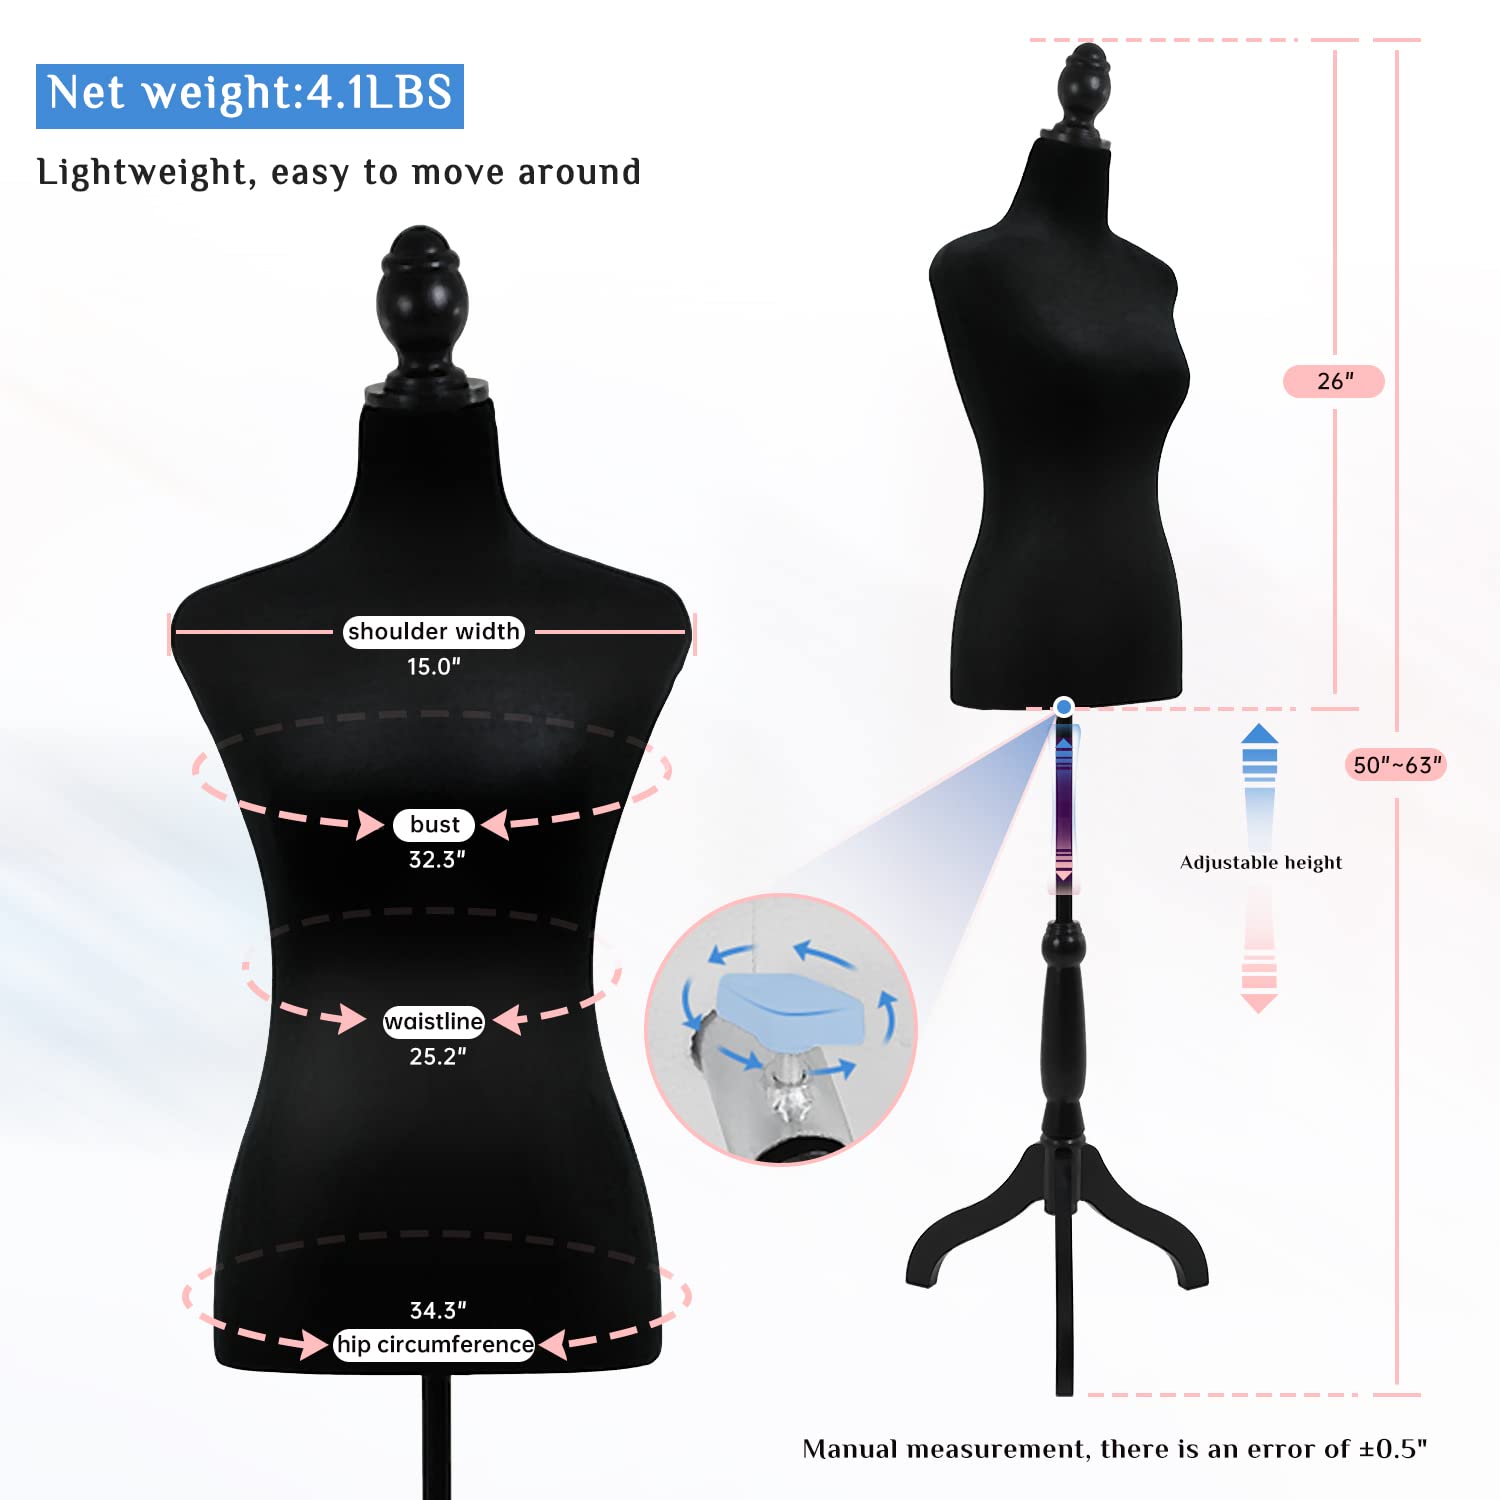 Net weight:4.1LBS
Lightweight, easy to move around
shoulder width
15.0"
bust
32.3"
waistline
25.2"
34.3"
hip circumference
26"
50"~63"
Adjustable height
Manual measurement, there is an error of ±0.5"